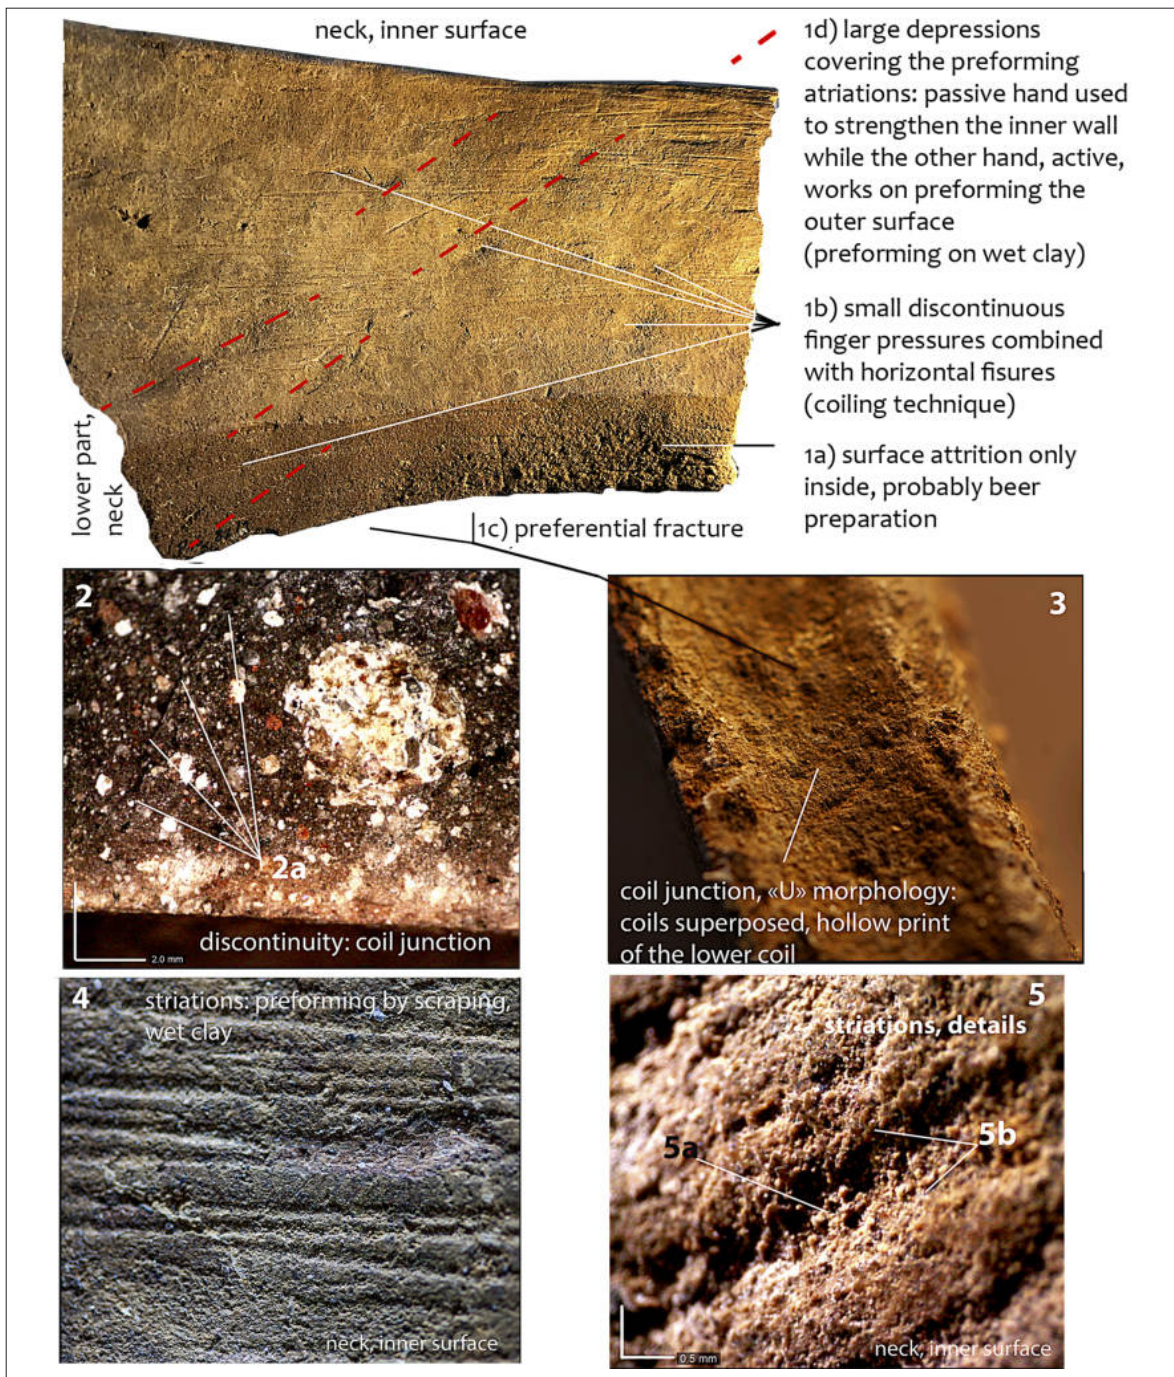 neck, inner surface
1d) large depressions
covering the preforming
atriations: passive hand used
to strengthen the inner wall
while the other hand, active,
works on preforming the
outer surface
(preforming on wet clay)
1b) small discontinuous
finger pressures combined
with horizontal fisures
(coiling technique)
1a) surface attrition only
inside, probably beer
preparation
lower part,
neck
1c) preferential fracture
2
2a
discontinuity: coil junction
2.0 mm
3
coil junction, «U» morphology:
coils superposed, hollow print
of the lower coil
4
striations: preforming by scraping,
wet clay
neck, inner surface
5
striations, details
5a
5b
0.5 mm
neck, inner surface